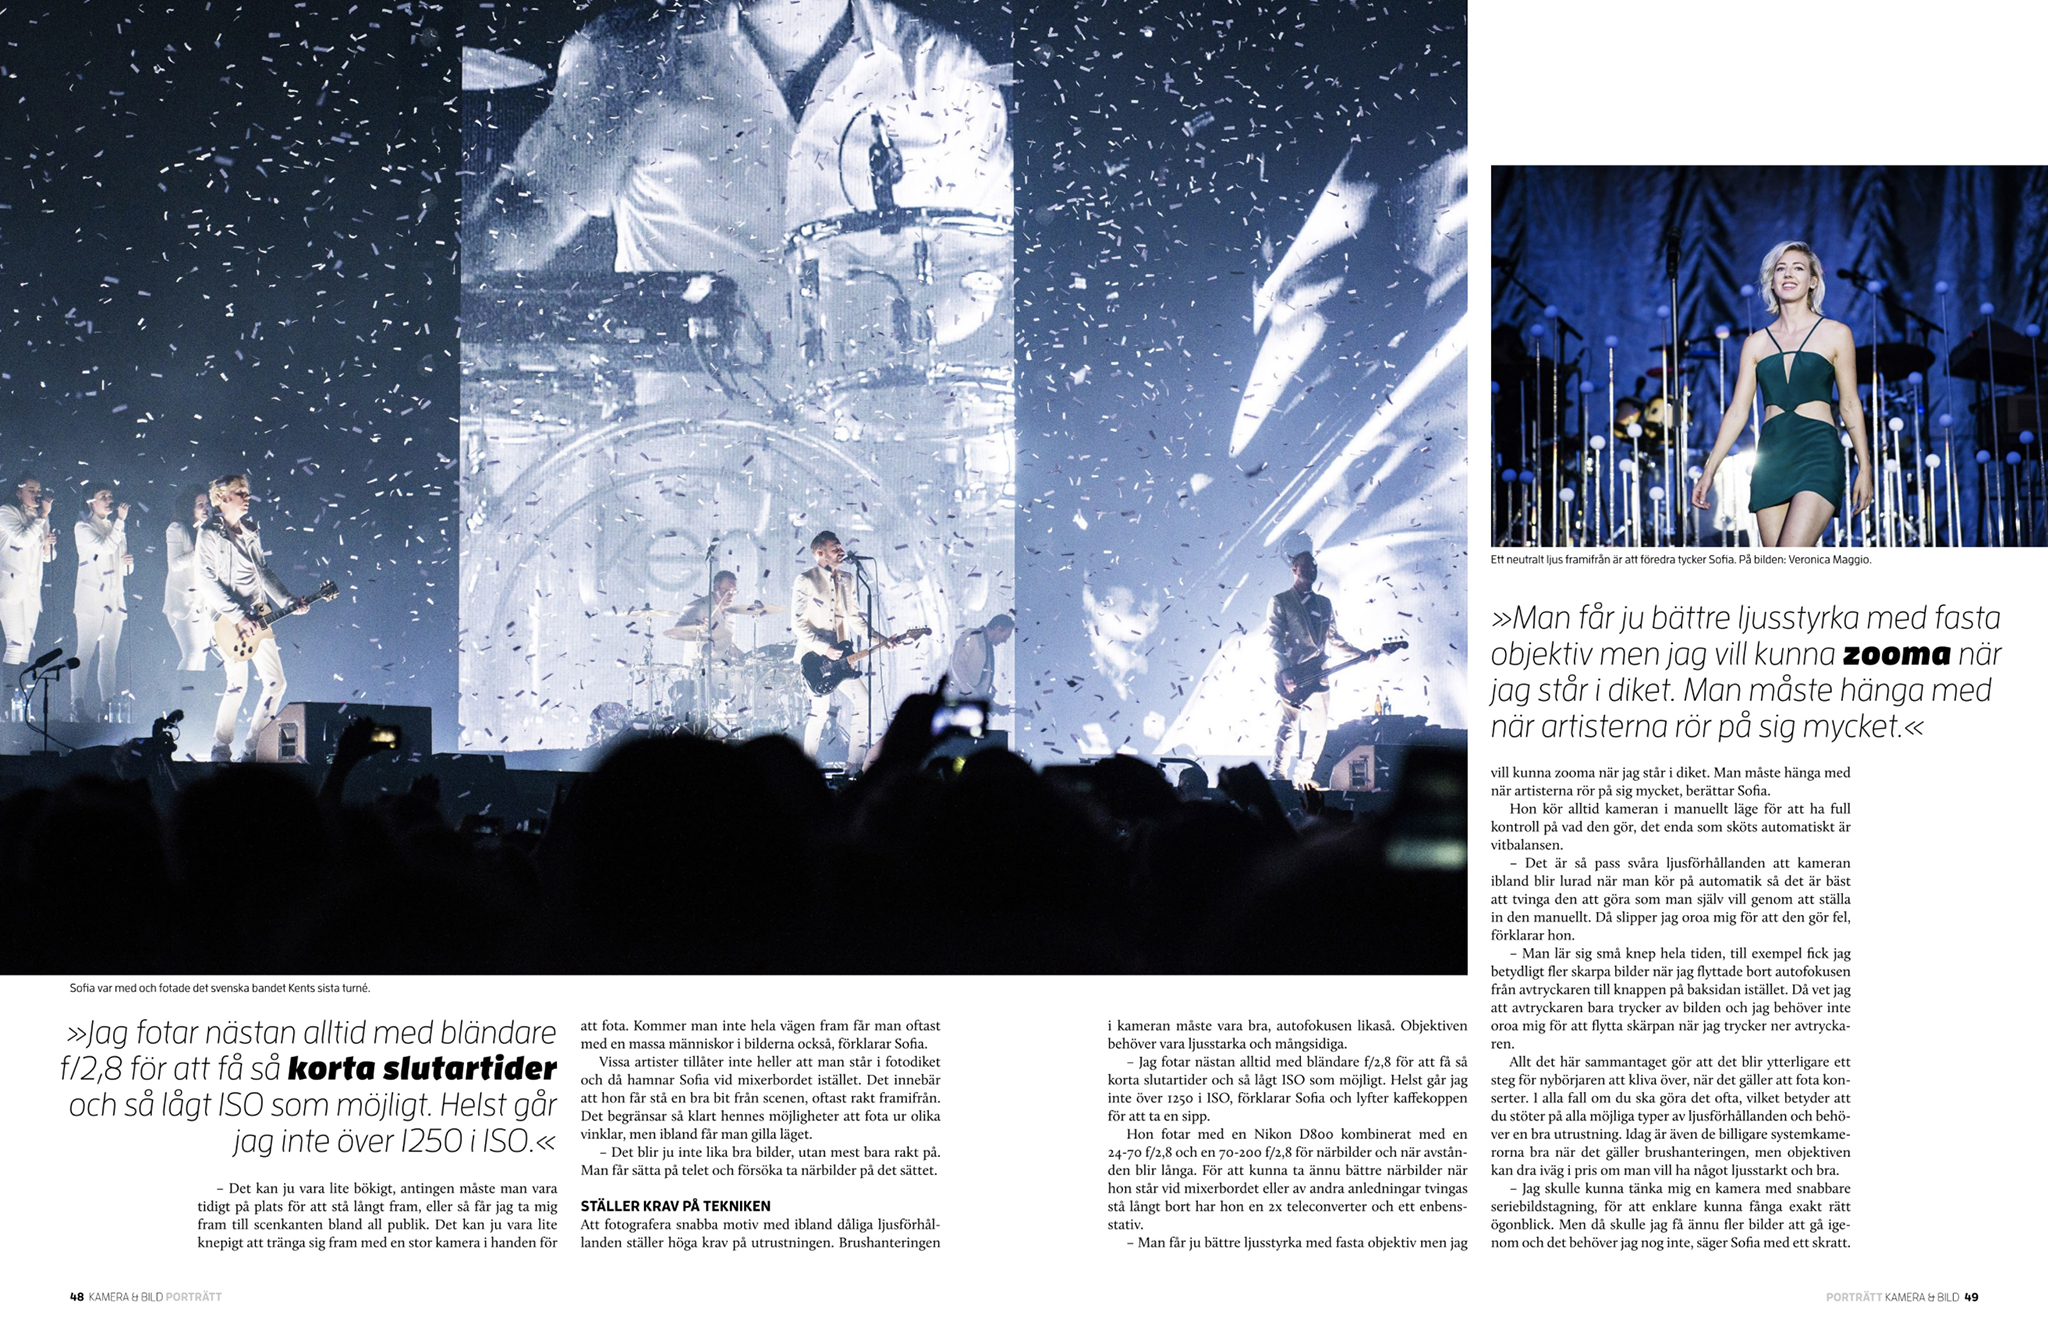 Sofia var med och fotade det svenska bandet Kents sista turné.
»Jag fotar nästan alltid med bländare
f/2,8 för att få så korta slutartider
och så lågt ISO som möjligt. Helst går
jag inte över 1250 i ISO.«
– Det kan ju vara lite bökigt, antingen måste man vara
tidigt på plats för att stå långt fram, eller så får jag ta mig
fram till scenkanten bland all publik. Det kan ju vara lite
knepigt att tränga sig fram med en stor kamera i handen för
att fota. Kommer man inte hela vägen fram får man oftast
med en massa människor i bilderna också, förklarar Sofia.
Vissa artister tillåter inte heller att man står i fotodiket
och då hamnar Sofia vid mixerbordet istället. Det innebär
att hon får stå en bra bit från scenen, oftast rakt framifrån.
Det begränsar så klart hennes möjligheter att fota ur olika
vinklar, men ibland får man gilla läget.
– Det blir ju inte lika bra bilder, utan mest bara rakt på.
Man får sätta på telet och försöka ta närbilder på det sättet.
STÄLLER KRAV PÅ TEKNIKEN
Att fotografera snabba motiv med ibland dåliga ljusförhål-
landen ställer höga krav på utrustningen. Brushanteringen
i kameran måste vara bra, autofokusen likaså. Objektiven
behöver vara ljusstarka och mångsidiga.
– Jag fotar nästan alltid med bländare f/2,8 för att få så
korta slutartider och så lågt ISO som möjligt. Helst går jag
inte över 1250 i ISO, förklarar Sofia och lyfter kaffekoppen
för att ta en sipp.
Hon fotar med en Nikon D800 kombinerat med en
24-70 f/2,8 och en 70-200 f/2,8 för närbilder och när avstån-
den blir långa. För att kunna ta ännu bättre närbilder när
hon står vid mixerbordet eller av andra anledningar tvingas
stå långt bort har hon en 2x teleconverter och ett enbens-
stativ.
– Man får ju bättre ljusstyrka med fasta objektiv men jag
48 KAMERA & BILD PORTRÄTT
Ett neutralt ljus framifrån är att föredra tycker Sofia. På bilden: Veronica Maggio.
»Man får ju bättre ljusstyrka med fasta
objektiv men jag vill kunna zooma när
jag står i diket. Man måste hänga med
när artisterna rör på sig mycket.«
vill kunna zooma när jag står i diket. Man måste hänga med
när artisterna rör på sig mycket, berättar Sofia.
Hon kör alltid kameran i manuellt läge för att ha full
kontroll på vad den gör, det enda som sköts automatiskt är
vitbalansen.
– Det är så pass svåra ljusförhållanden att kameran
ibland blir lurad när man kör på automatik så det är bäst
att tvinga den att göra som man själv vill genom att ställa
in den manuellt. Då slipper jag oroa mig för att den gör fel,
förklarar hon.
– Man lär sig små knep hela tiden, till exempel fick jag
betydligt fler skarpa bilder när jag flyttade bort autofokusen
från avtryckaren till knappen på baksidan istället. Då vet jag
att avtryckaren bara trycker av bilden och jag behöver inte
oroa mig för att flytta skärpan när jag trycker ner avtrycka-
ren.
Allt det här sammantaget gör att det blir ytterligare ett
steg för nybörjaren att kliva över, när det gäller att fota kon-
serter. I alla fall om du ska göra det ofta, vilket betyder att
du stöter på alla möjliga typer av ljusförhållanden och behö-
ver en bra utrustning. Idag är även de billigare systemkame-
rorna bra när det gäller brushanteringen, men objektiven
kan dra iväg i pris om man vill ha något ljusstarkt och bra.
– Jag skulle kunna tänka mig en kamera med snabbare
seriebildstagning, för att enklare kunna fånga exakt rätt
ögonblick. Men då skulle jag få ännu fler bilder att gå ige-
nom och det behöver jag nog inte, säger Sofia med ett skratt.
PORTRÄTT KAMERA & BILD 49